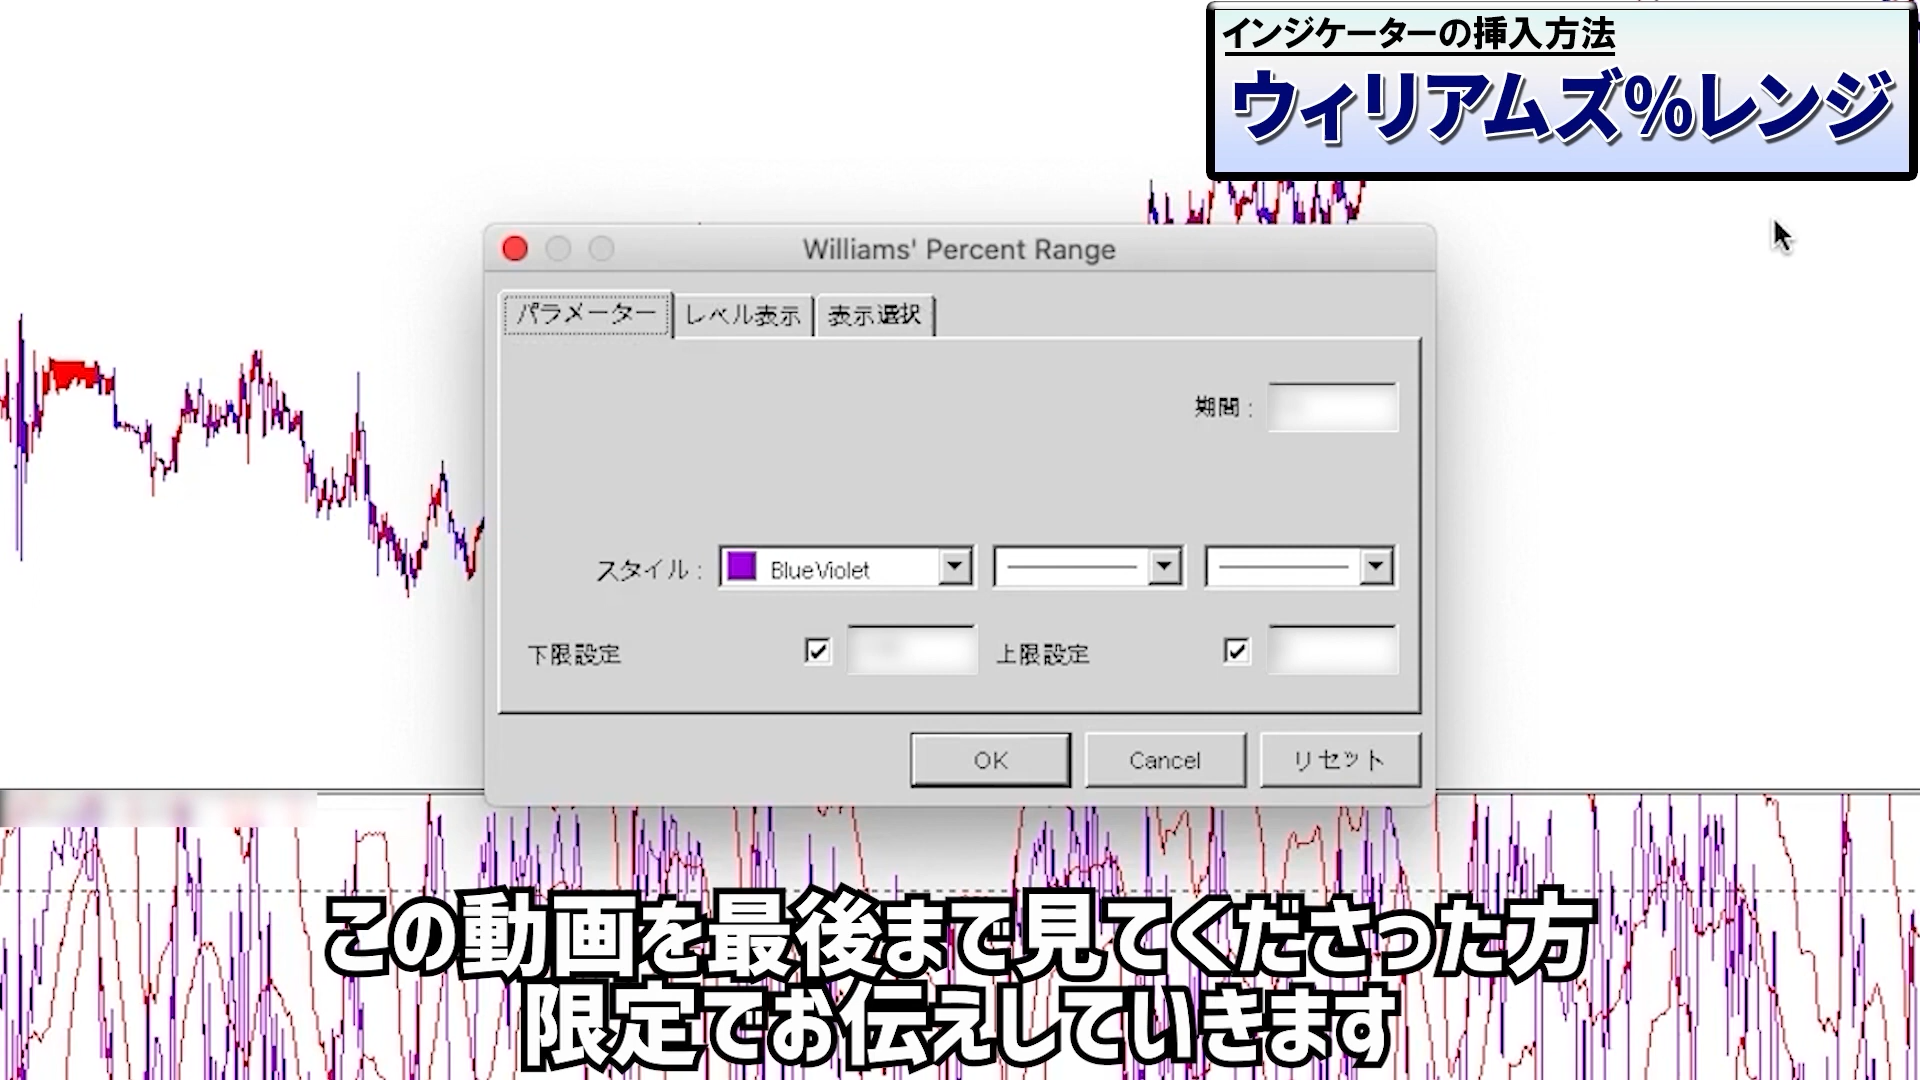 インジケーターの挿入方法
ウィリアムズ%レンジ
Williams' Percent Range
パラメーター レベル表示 表示選択
期間:
スタイル: BlueViolet
下限設定 上限設定
OK Cancel リセット
この動画を最後まで見てくださった方
限定でお伝えしていきます